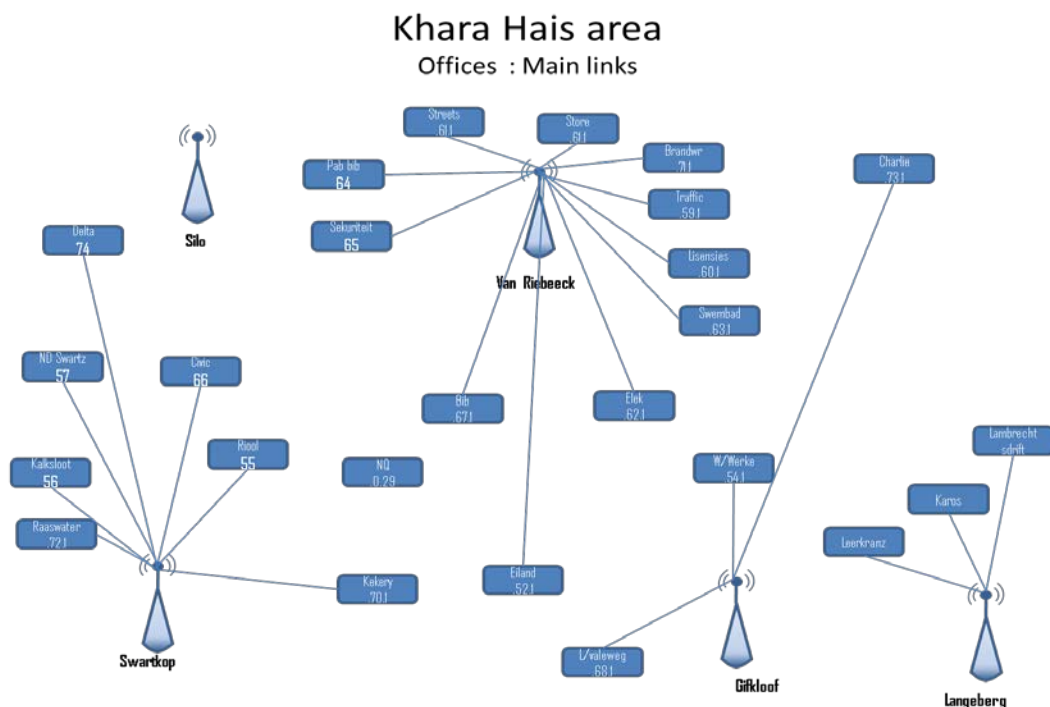 Khara Hais area
Offices : Main links
Streets
.61.1
Store
.61.1
Brandwr
.71.1
Charlie
.73.1
Pab bib
64
Traffic
.59.1
Sekuriteit
65
Silo
Delta
74
Lisensies
.60.1
Van Riebeeck
Swembad
.63.1
ND Swartz
57
Civic
66
Bib
.67.1
Elek
.62.1
Riool
55
Lambrecht
sdrift
Kalksloot
56
NQ
0.29
W/Werke
.54.1
Karos
Raaswater
.72.1
Leerkranz
Kekery
70.1
Eiland
.52.1
Swartkop
L/valeweg
.68.1
Gifkloof
Langeberg